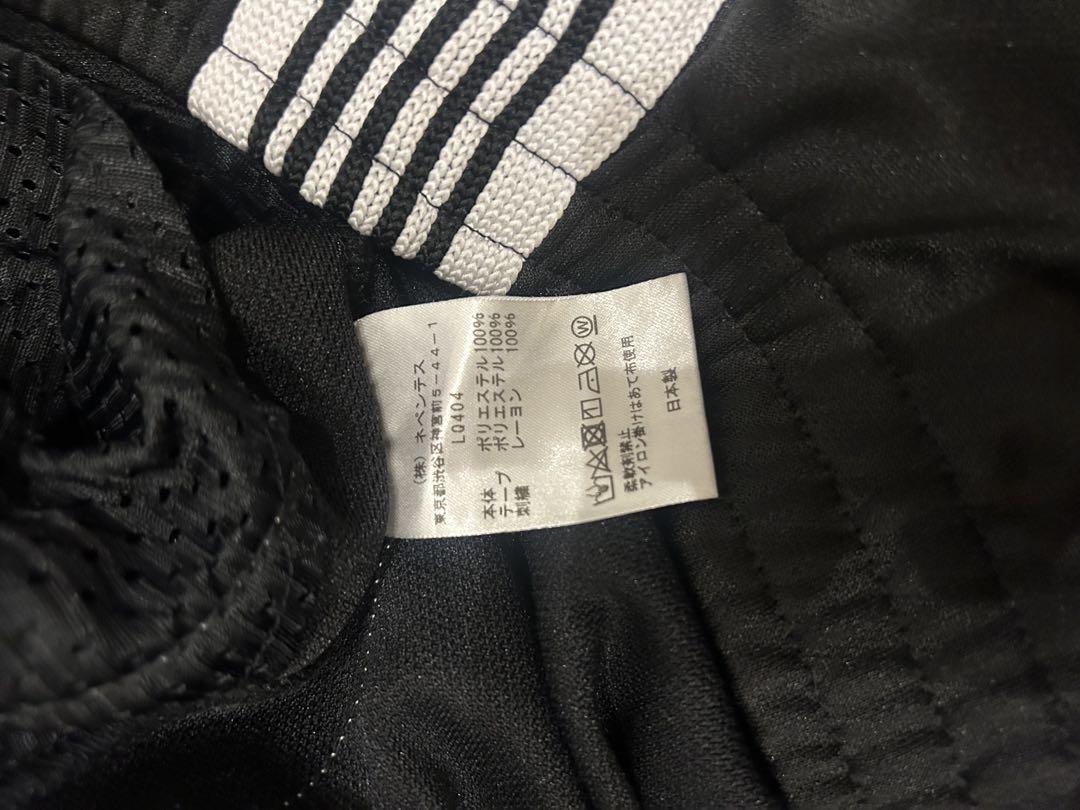 (株) ネペンテス
東京都渋谷区神宮前5-44-1
LQ404
本体 ポリエステル100%
テープ ポリエステル100%
刺繍 レーヨン 100%
W
柔軟剤禁止
アイロン掛けはあて布使用
日本製